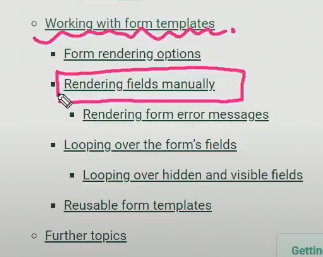 Working with form templates
Form rendering options
Rendering fields manually
Rendering form error messages
Looping over the form's fields
Looping over hidden and visible fields
Reusable form templates
Further topics
Gettin